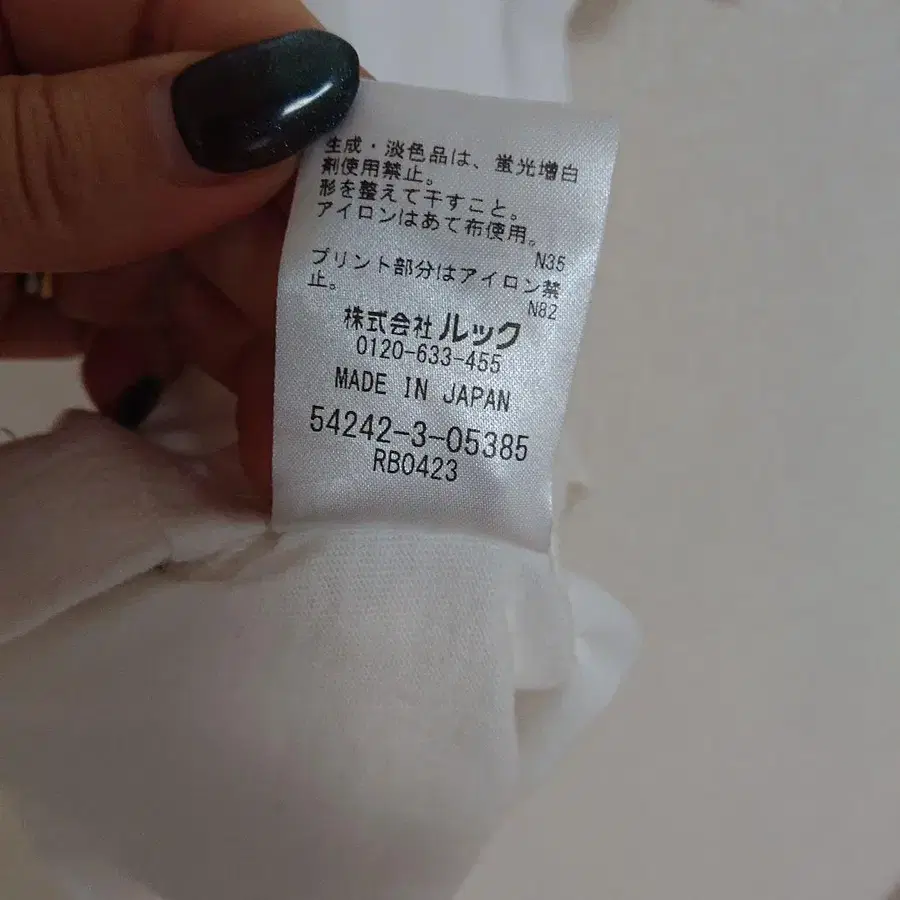 生成・淡色品は、蛍光増白
剤使用禁止。
形を整えて干すこと。
アイロンはあて布使用。
N35
プリント部分はアイロン禁
止。
N82
株式会社ルック
0120-633-455
MADE IN JAPAN
54242-3-05385
RB0423